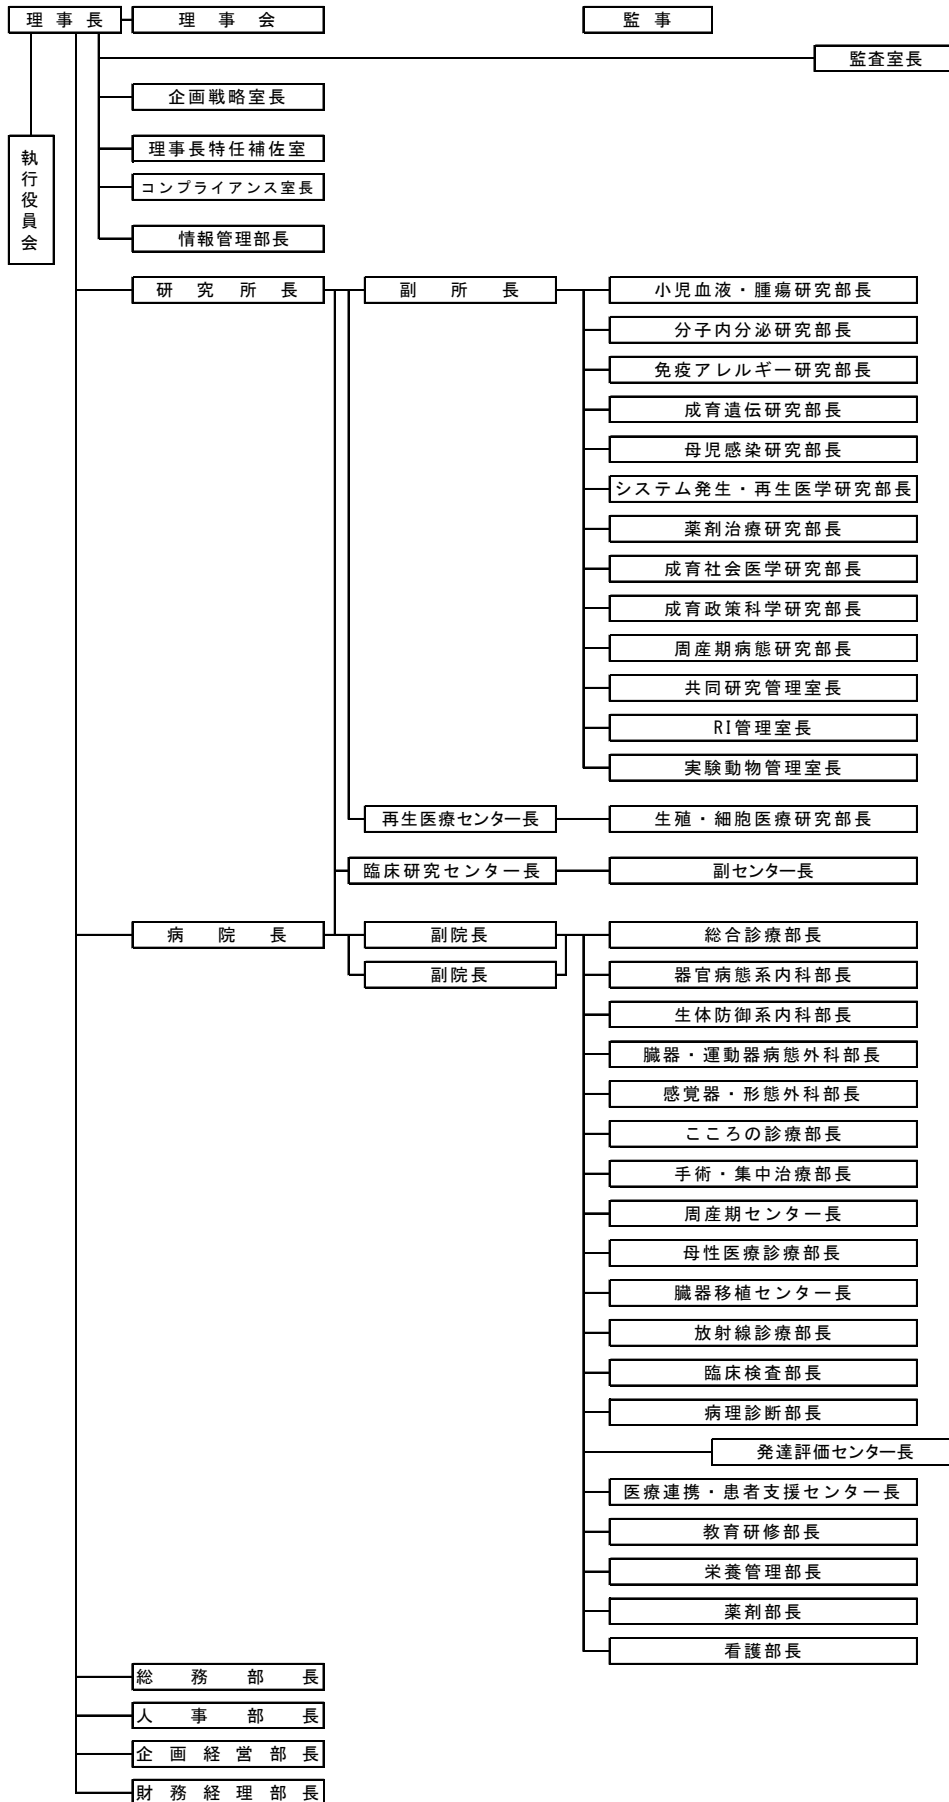 理事長
理事会
監事
監査室長
企画戦略室長
理事長特任補佐室
執行役員会
コンプライアンス室長
情報管理部長
研究所長
副所長
小児血液・腫瘍研究部長
分子内分泌研究部長
免疫アレルギー研究部長
成育遺伝研究部長
母児感染研究部長
システム発生・再生医学研究部長
薬剤治療研究部長
成育社会医学研究部長
成育政策科学研究部長
周産期病態研究部長
共同研究管理室長
RI管理室長
実験動物管理室長
再生医療センター長
生殖・細胞医療研究部長
臨床研究センター長
副センター長
病院長
副院長
総合診療部長
副院長
器官病態系内科部長
生体防御系内科部長
臓器・運動器病態外科部長
感覚器・形態外科部長
こころの診療部長
手術・集中治療部長
周産期センター長
母性医療診療部長
臓器移植センター長
放射線診療部長
臨床検査部長
病理診断部長
発達評価センター長
医療連携・患者支援センター長
教育研修部長
栄養管理部長
薬剤部長
看護部長
総務部長
人事部長
企画経営部長
財務経理部長